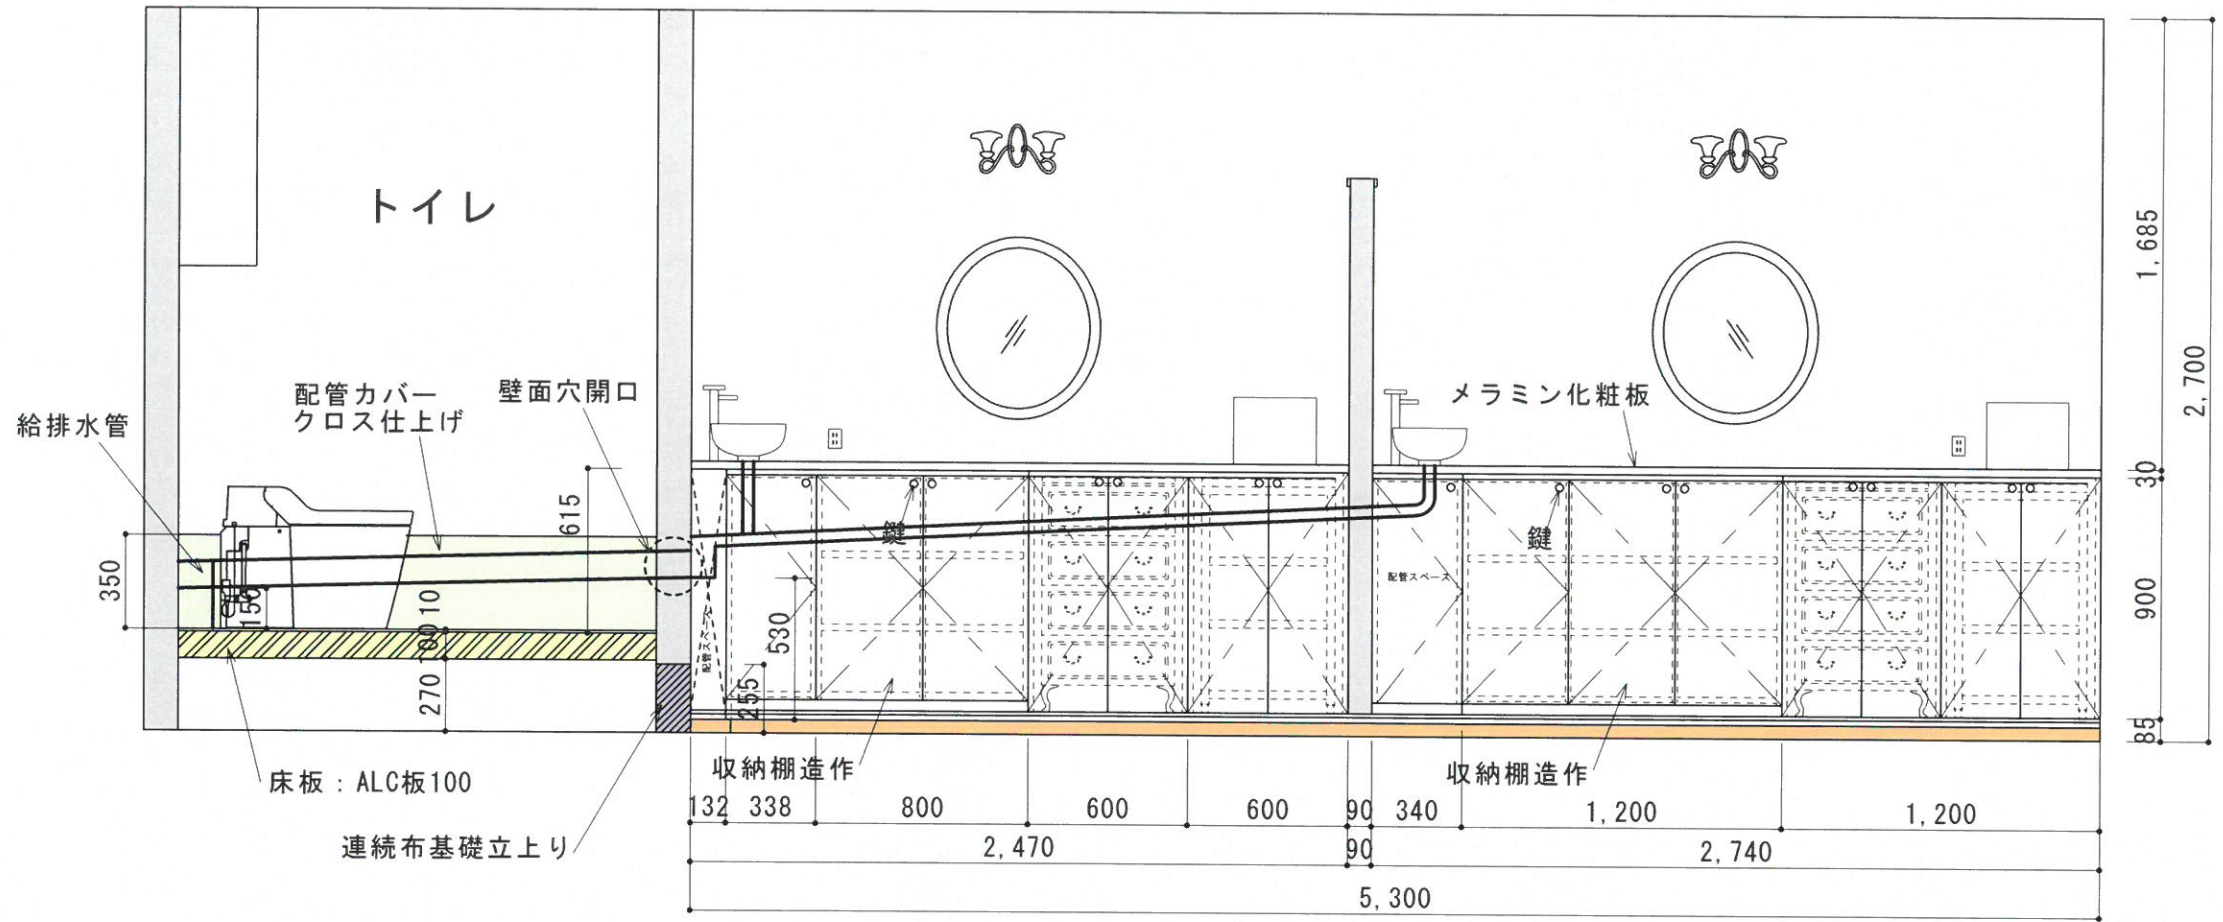 トイレ
1,685
2,700
配管カバー
クロス仕上げ
壁面穴開口
メラミン化粧板
給排水管
615
30
鍵
鍵
350
150
10
100
530
配管スペース
配管スペース
900
270
255
85
床板：ALC板100
収納棚造作
収納棚造作
132
338
800
600
600
90
340
1,200
1,200
連続布基礎立上り
2,470
90
2,740
5,300